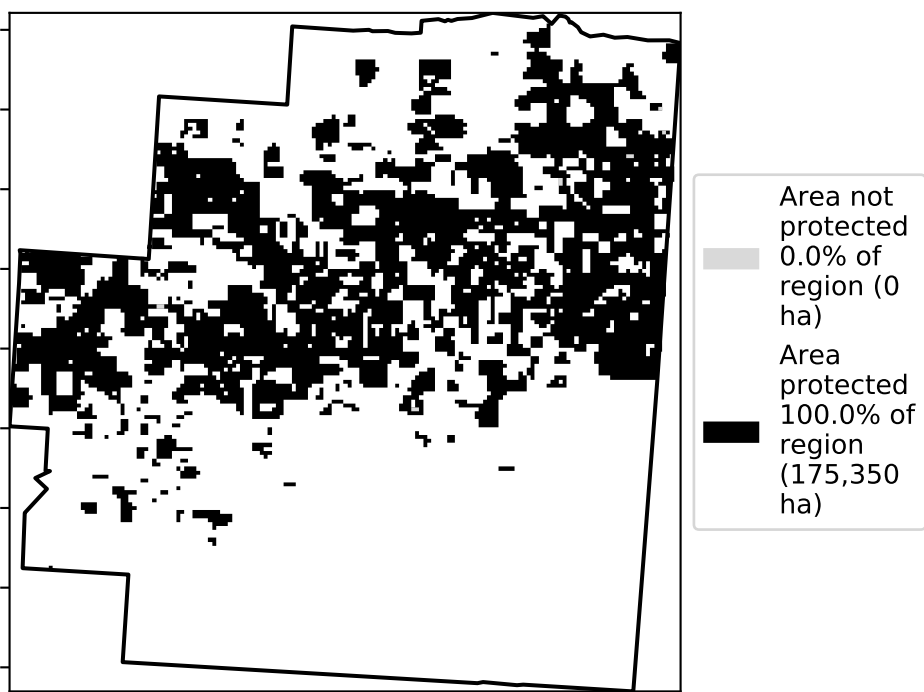 Area not
protected
0.0% of
region (0
ha)
Area
protected
100.0% of
region
(175,350
ha)